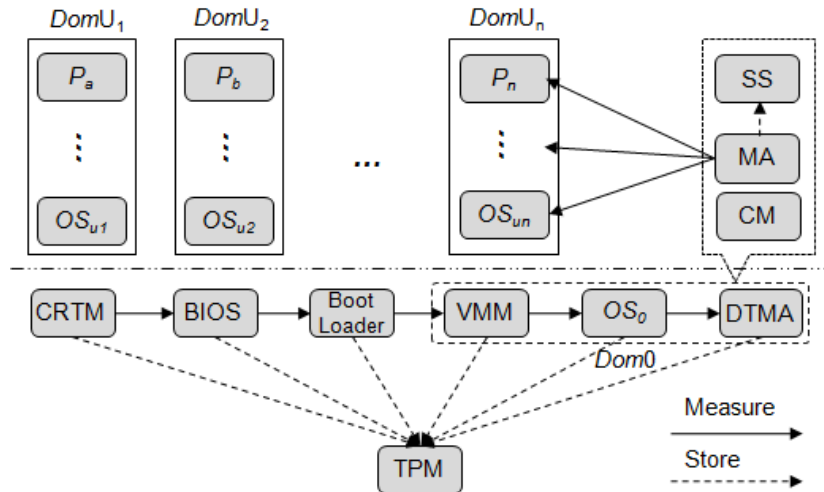 DomU1 DomU2 DomUn
Pa Pb Pn SS
... MA
OSu1 OSu2 OSun CM
CRTM BIOS Boot Loader VMM OS0 DTMA
Dom0
Measure
TPM Store